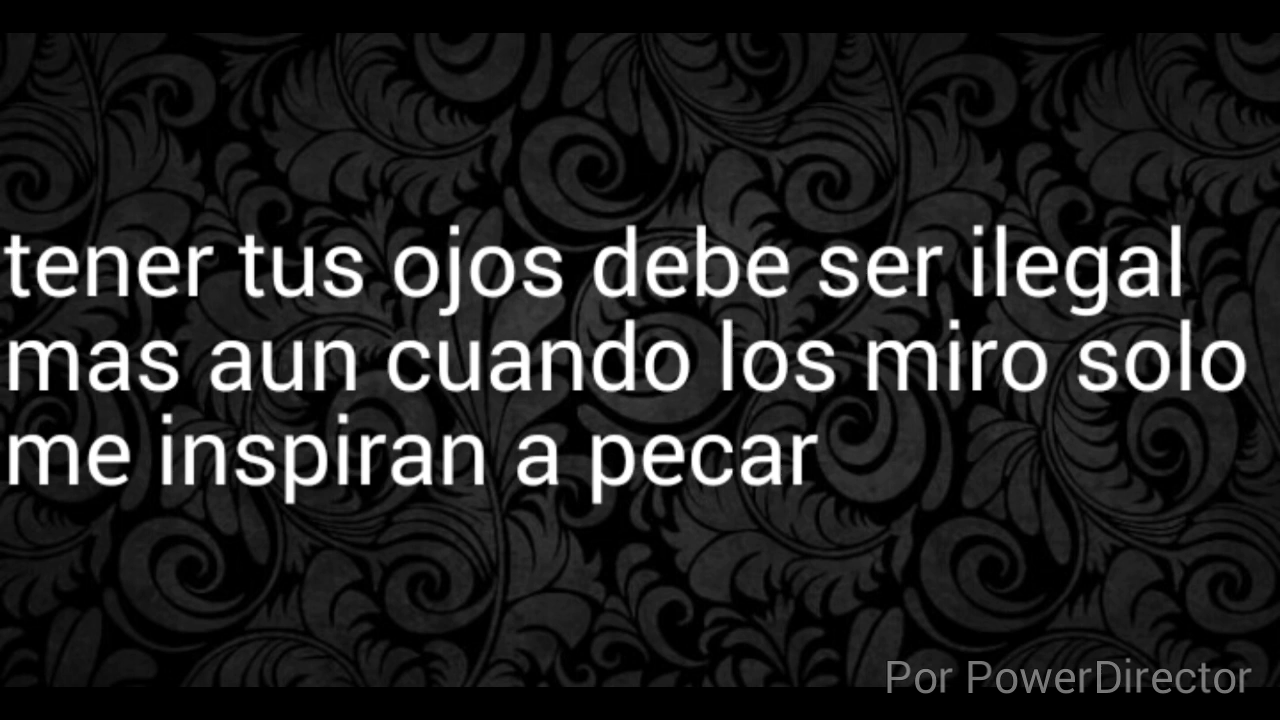 tener tus ojos debe ser ilegal
mas aun cuando los miro solo
me inspiran a pecar
Por PowerDirector